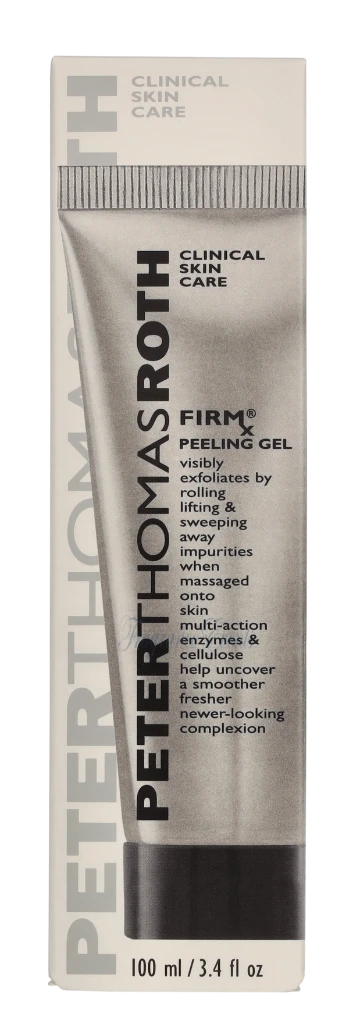 CLINICAL
SKIN
CARE
PETERTHOMASROTH
CLINICAL
SKIN
CARE
PETERTHOMASROTH
FIRMX®
PEELING GEL
visibly
exfoliates by
rolling
lifting &
sweeping
away
impurities
when
massaged
onto
skin
multi-action
enzymes &
cellulose
help uncover
a smoother
fresher
newer-looking
complexion
100 ml / 3.4 fl oz